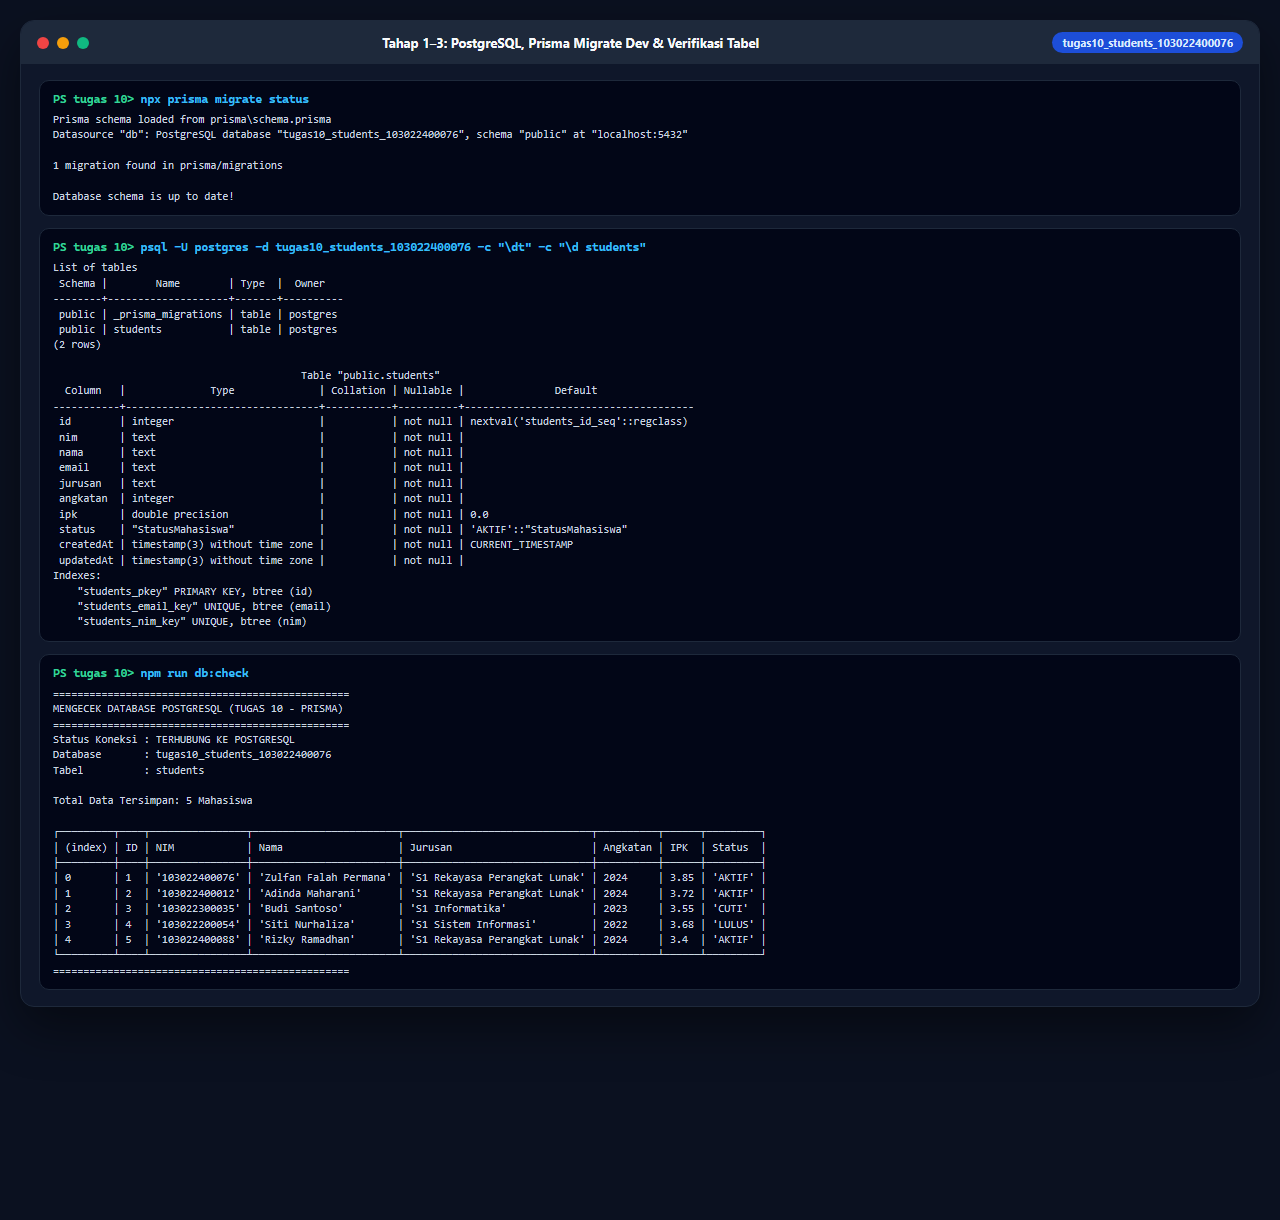 Tahap 1–3: PostgreSQL, Prisma Migrate Dev & Verifikasi Tabel
tugas10_students_103022400076
PS tugas 10> npx prisma migrate status
Prisma schema loaded from prisma\schema.prisma
Datasource "db": PostgreSQL database "tugas10_students_103022400076", schema "public" at "localhost:5432"
1 migration found in prisma/migrations
Database schema is up to date!
PS tugas 10> psql -U postgres -d tugas10_students_103022400076 -c "\dt" -c "\d students"
List of tables
 Schema |        Name        | Type  |  Owner
--------+--------------------+-------+----------
 public | _prisma_migrations | table | postgres
 public | students           | table | postgres
(2 rows)
                                         Table "public.students"
  Column   |              Type              | Collation | Nullable |               Default
-----------+--------------------------------+-----------+----------+--------------------------------------
 id        | integer                        |           | not null | nextval('students_id_seq'::regclass)
 nim       | text                           |           | not null |
 nama      | text                           |           | not null |
 email     | text                           |           | not null |
 jurusan   | text                           |           | not null |
 angkatan  | integer                        |           | not null |
 ipk       | double precision               |           | not null | 0.0
 status    | "StatusMahasiswa"              |           | not null | 'AKTIF'::"StatusMahasiswa"
 createdAt | timestamp(3) without time zone |           | not null | CURRENT_TIMESTAMP
 updatedAt | timestamp(3) without time zone |           | not null |
Indexes:
    "students_pkey" PRIMARY KEY, btree (id)
    "students_email_key" UNIQUE, btree (email)
    "students_nim_key" UNIQUE, btree (nim)
PS tugas 10> npm run db:check
=================================================
MENGECEK DATABASE POSTGRESQL (TUGAS 10 - PRISMA)
=================================================
Status Koneksi : TERHUBUNG KE POSTGRESQL
Database       : tugas10_students_103022400076
Tabel          : students
Total Data Tersimpan: 5 Mahasiswa
┌─────────┬────┬────────────────┬────────────────────────┬───────────────────────────────┬──────────┬──────┬─────────┐
│ (index) │ ID │ NIM            │ Nama                   │ Jurusan                       │ Angkatan │ IPK  │ Status  │
├─────────┼────┼────────────────┼────────────────────────┼───────────────────────────────┼──────────┼──────┼─────────┤
│ 0       │ 1  │ '103022400076' │ 'Zulfan Falah Permana' │ 'S1 Rekayasa Perangkat Lunak' │ 2024     │ 3.85 │ 'AKTIF' │
│ 1       │ 2  │ '103022400012' │ 'Adinda Maharani'      │ 'S1 Rekayasa Perangkat Lunak' │ 2024     │ 3.72 │ 'AKTIF' │
│ 2       │ 3  │ '103022300035' │ 'Budi Santoso'         │ 'S1 Informatika'              │ 2023     │ 3.55 │ 'CUTI'  │
│ 3       │ 4  │ '103022200054' │ 'Siti Nurhaliza'       │ 'S1 Sistem Informasi'         │ 2022     │ 3.68 │ 'LULUS' │
│ 4       │ 5  │ '103022400088' │ 'Rizky Ramadhan'       │ 'S1 Rekayasa Perangkat Lunak' │ 2024     │ 3.4  │ 'AKTIF' │
└─────────┴────┴────────────────┴────────────────────────┴───────────────────────────────┴──────────┴──────┴─────────┘
=================================================